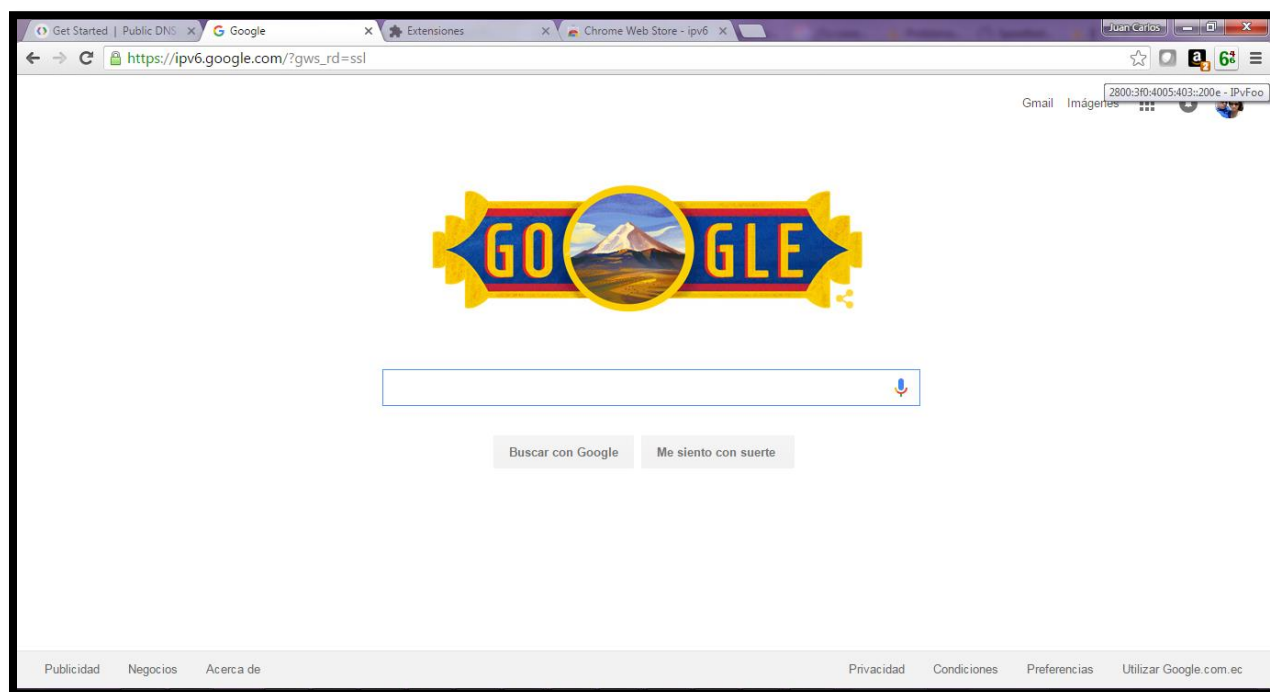 Get Started | Public DNS
Google
Extensiones
Chrome Web Store - ipv6
Juan Carlos
https://ipv6.google.com/?gws_rd=ssl
2800:3f0:4005:403::200e - IPvFoo
Gmail
Imágenes
GO GLE
Buscar con Google
Me siento con suerte
Publicidad
Negocios
Acerca de
Privacidad
Condiciones
Preferencias
Utilizar Google.com.ec